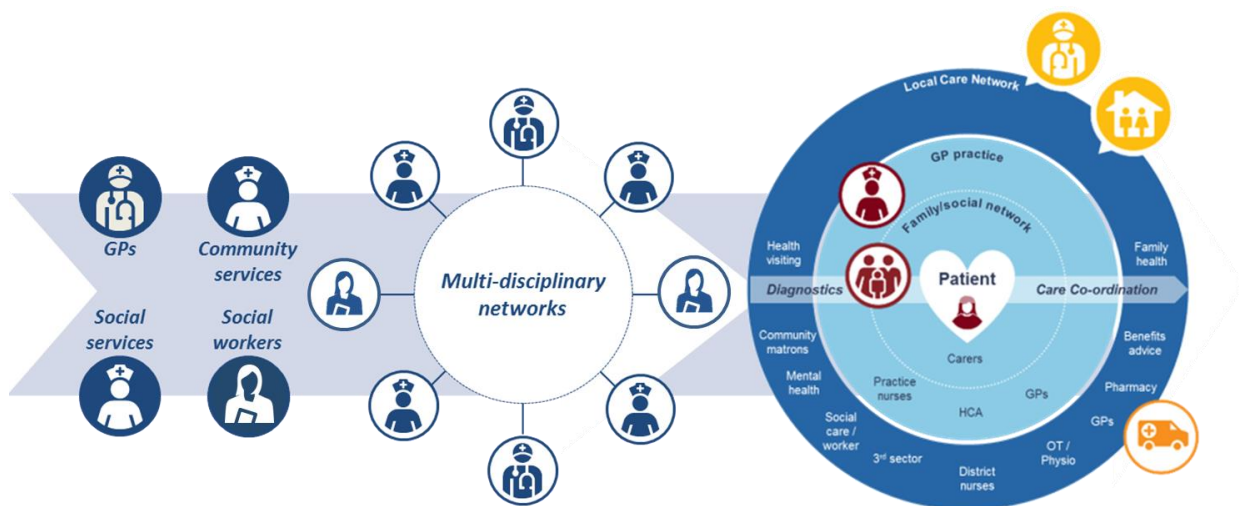 GPs
Community
services
Social
services
Social
workers
Multi-disciplinary
networks
Local Care Network
GP practice
Family/social network
Patient
Health
visiting
Family
health
Diagnostics
Care Co-ordination
Community
matrons
Benefits
advice
Carers
Mental
health
Practice
nurses
GPs
Pharmacy
HCA
Social
care /
worker
GPs
3rd sector
OT /
Physio
District
nurses